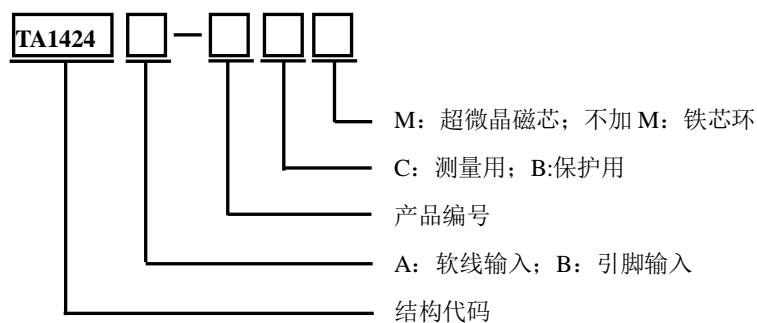 TA1424
M：超微晶磁芯；不加 M：铁芯环
C：测量用；B:保护用
产品编号
A：软线输入；B：引脚输入
结构代码